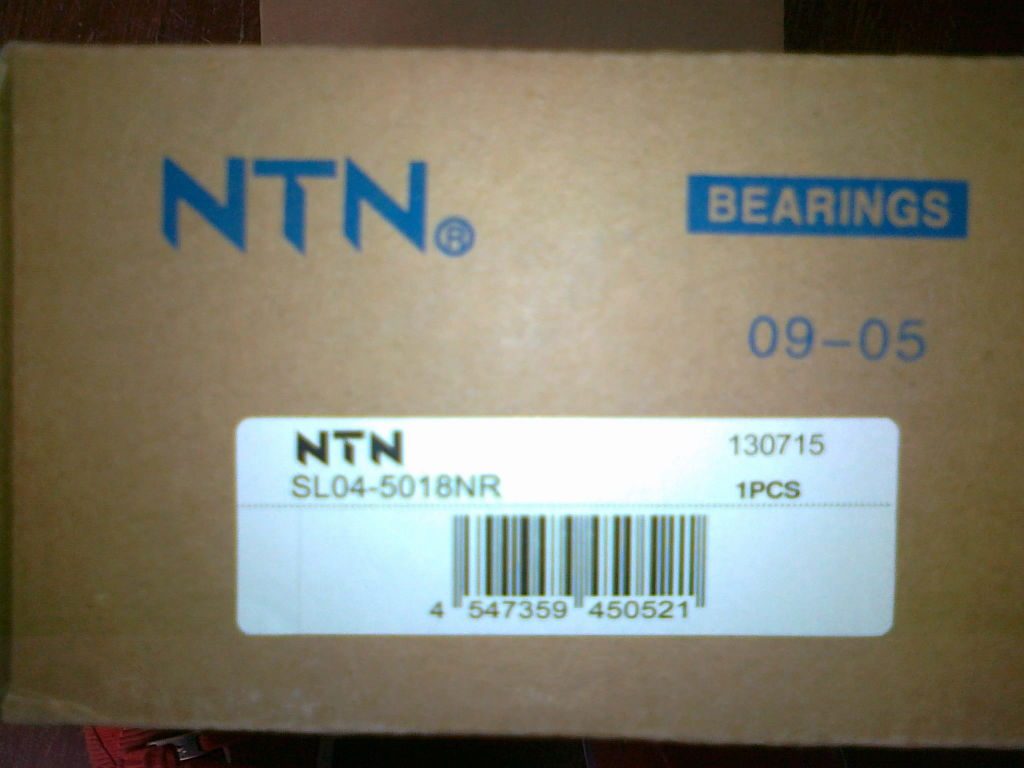 NTN®
BEARINGS
09-05
NTN
130715
SL04-5018NR
1PCS
4 547359 450521